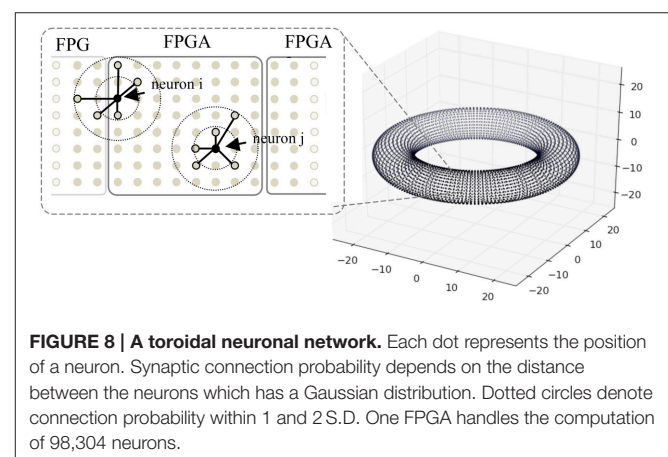 FPG
FPGA
FPGA
neuron i
neuron j
20
10
0
−10
−20
−20
−10
0
10
20
20
10
0
−10
−20
FIGURE 8 | A toroidal neuronal network. Each dot represents the position
of a neuron. Synaptic connection probability depends on the distance
between the neurons which has a Gaussian distribution. Dotted circles denote
connection probability within 1 and 2 S.D. One FPGA handles the computation
of 98,304 neurons.